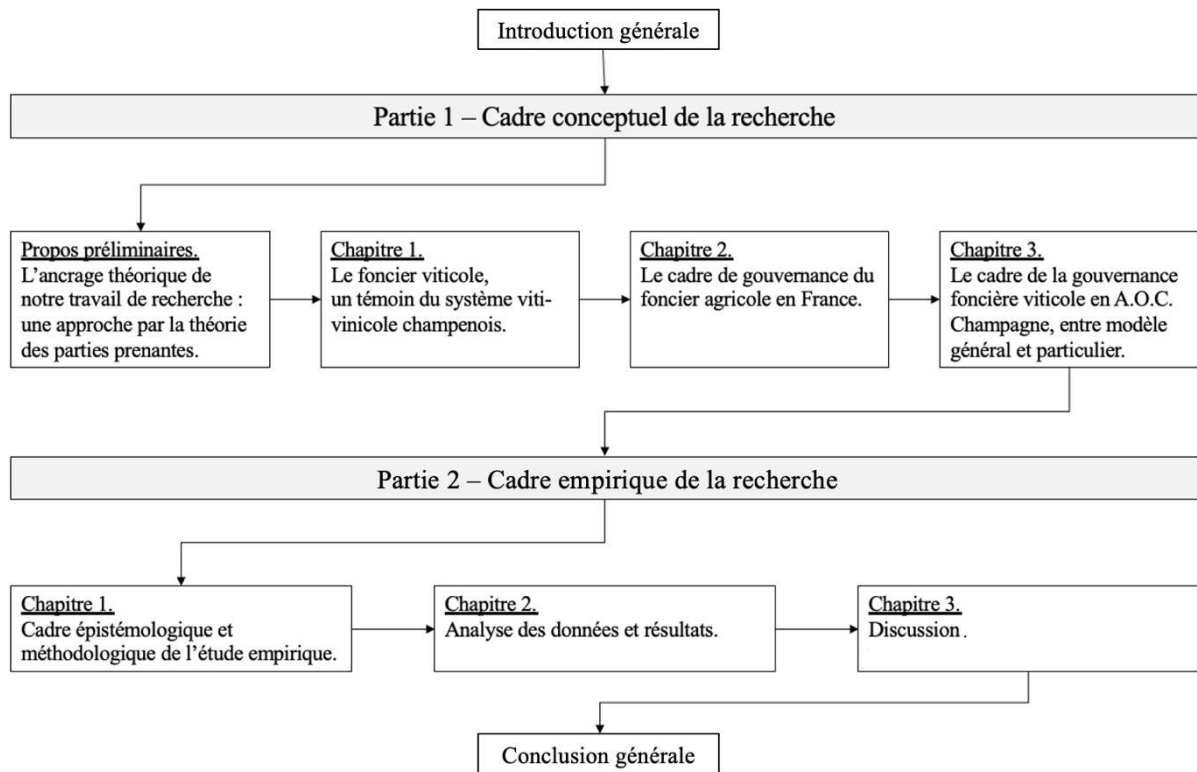 Introduction générale
Partie 1 – Cadre conceptuel de la recherche
Propos préliminaires.
L’ancrage théorique de
notre travail de recherche :
une approche par la théorie
des parties prenantes.
Chapitre 1.
Le foncier viticole,
un témoin du système viti-
vinicole champenois.
Chapitre 2.
Le cadre de gouvernance du
foncier agricole en France.
Chapitre 3.
Le cadre de la gouvernance
foncière viticole en A.O.C.
Champagne, entre modèle
général et particulier.
Partie 2 – Cadre empirique de la recherche
Chapitre 1.
Cadre épistémologique et
méthodologique de l’étude empirique.
Chapitre 2.
Analyse des données et résultats.
Chapitre 3.
Discussion.
Conclusion générale